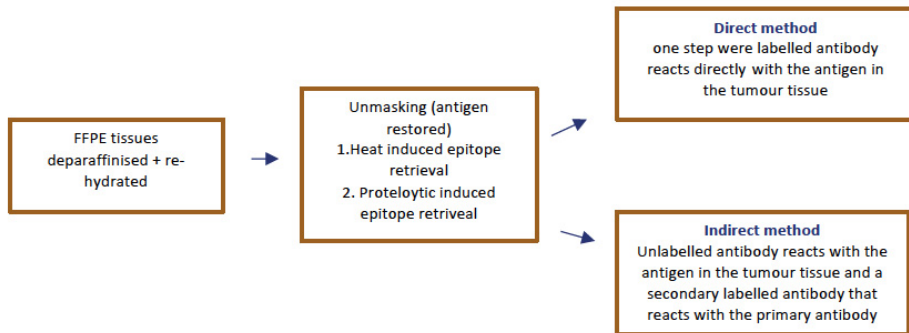 FFPE tissues
deparaffinised + re-
hydrated
Unmasking (antigen
restored)
1.Heat induced epitope
retrieval
2. Proteloytic induced
epitope retriveal
Direct method
one step were labelled antibody
reacts directly with the antigen in
the tumour tissue
Indirect method
Unlabelled antibody reacts with the
antigen in the tumour tissue and a
secondary labelled antibody that
reacts with the primary antibody